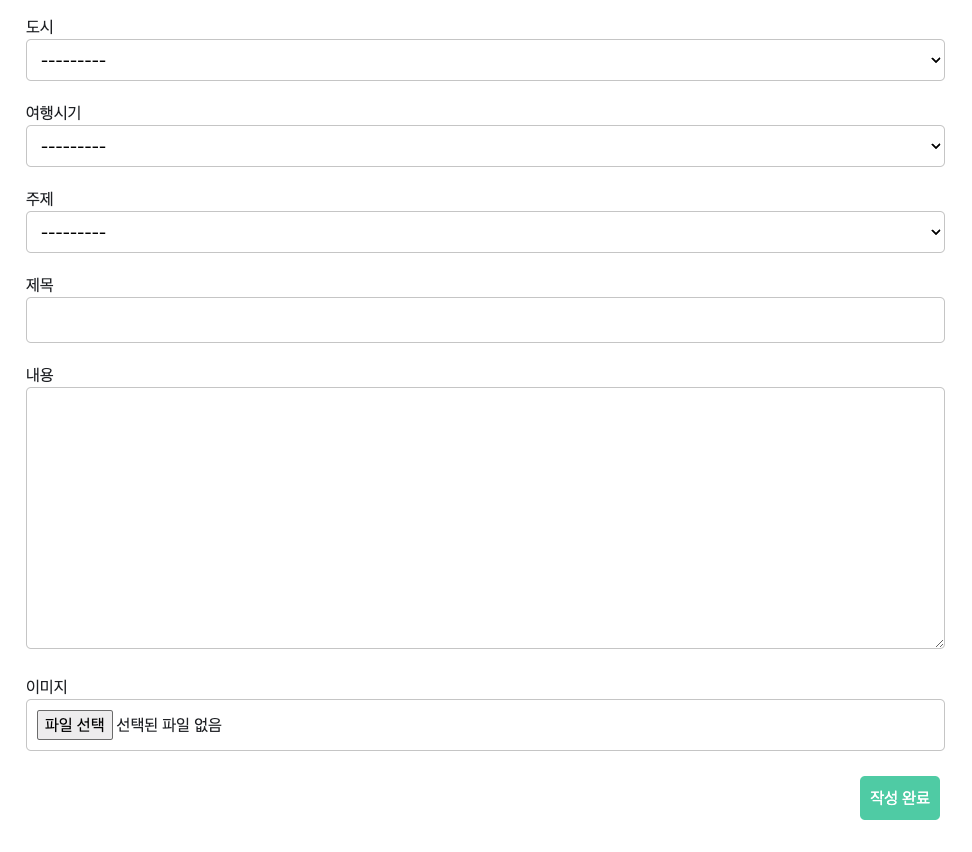 도시
---------
여행시기
---------
주제
---------
제목
내용
이미지
파일 선택 선택된 파일 없음
작성 완료